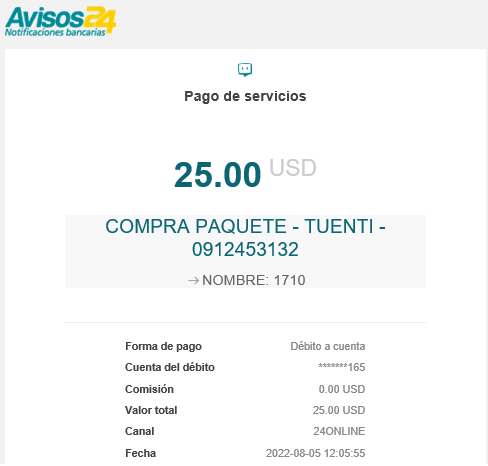 Avisos24
Notificaciones bancarias
Pago de servicios
25.00 USD
COMPRA PAQUETE - TUENTI -
0912453132
→ NOMBRE: 1710
Forma de pago Débito a cuenta
Cuenta del débito *******165
Comisión 0.00 USD
Valor total 25.00 USD
Canal 24ONLINE
Fecha 2022-08-05 12:05:55